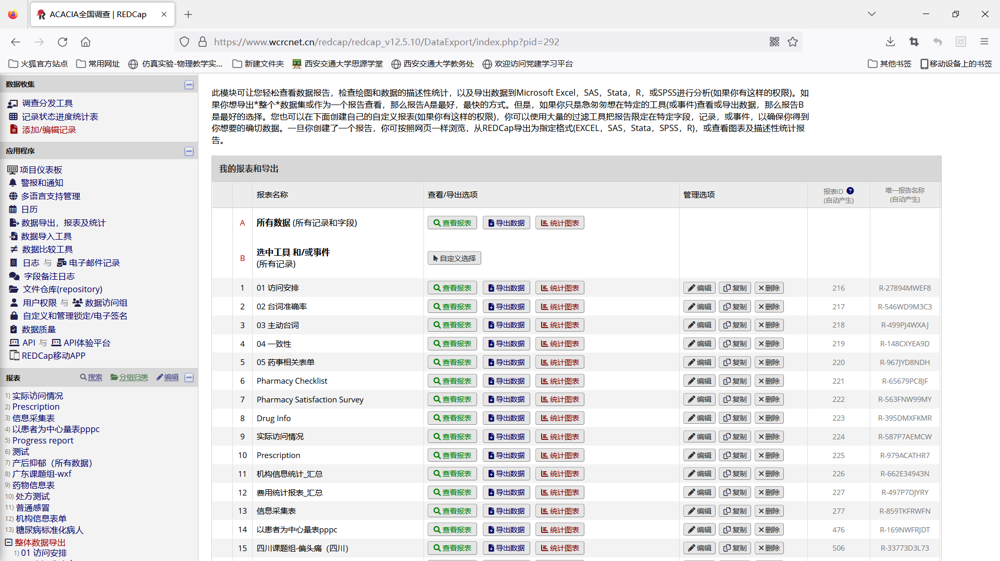 ACACIA全国调查 | REDCap
https://www.wcrcnet.cn/redcap/redcap_v12.5.10/DataExport/index.php?pid=292
火狐官方站点 常用网址 仿真实验-物理教学实... 新建文件夹 西安交通大学思源学堂 西安交通大学教务处 欢迎访问党建学习平台 其他书签 移动设备上的书签
数据收集
调查分发工具
记录状态进度统计表
添加/编辑记录
应用程序
项目仪表板
警报和通知
多语言支持管理
日历
数据导出，报表及统计
数据导入工具
数据比较工具
日志 与 电子邮件记录
字段备注日志
文件仓库(repository)
用户权限 与 数据访问组
自定义和管理锁定/电子签名
数据质量
API 与 API体验平台
REDCap移动APP
报表 搜索 分组归类 编辑
1) 实际访问情况
2) Prescription
3) 信息采集表
4) 以患者为中心量表pppc
5) Progress report
6) 测试
7) 产后抑郁（所有数据）
8) 广东课题组-wxf
9) 药物信息表
10) 处方测试
11) 普通感冒
12) 机构信息表单
13) 糖尿病标准化病人
整体数据导出
1) 01 访问安排
此模块可让您轻松查看数据报告，检查绘图和数据的描述性统计，以及导出数据到Microsoft Excel，SAS，Stata，R，或SPSS进行分析(如果你有这样的权限)。如
果你想导出*整个*数据集或作为一个报告查看，那么报告A是最好，最快的方式。但是，如果你只是急匆匆想在特定的工具(或事件)查看或导出数据，那么报告B
是最好的选择。您也可以在下面创建自己的自定义报表(如果你有这样的权限)，你可以使用大量的过滤工具把报告限定在特定字段，记录，或事件，以确保你得到
你想要的确切数据。一旦你创建了一个报告，你可按照网页一样浏览，从REDCap导出为指定格式(EXCEL，SAS，Stata，SPSS，R)，或查看图表及描述性统计报
告。
我的报表和导出
报表名称 查看/导出选项 管理选项 报表ID ? 唯一报告名称
(自动产生) (自动产生)
A 所有数据 (所有记录和字段) 查看报表 导出数据 统计图表
B 选中工具 和/或事件 自定义选择
(所有记录)
1 01 访问安排 查看报表 导出数据 统计图表 编辑 复制 删除 216 R-27894MWEF8
2 02 台词准确率 查看报表 导出数据 统计图表 编辑 复制 删除 217 R-546WD9M3C3
3 03 主动台词 查看报表 导出数据 统计图表 编辑 复制 删除 218 R-499PJ4WXAJ
4 04 一致性 查看报表 导出数据 统计图表 编辑 复制 删除 219 R-148CXYEA9D
5 05 药事相关表单 查看报表 导出数据 统计图表 编辑 复制 删除 220 R-967JYD8NDH
6 Pharmacy Checklist 查看报表 导出数据 统计图表 编辑 复制 删除 221 R-65679PC8JF
7 Pharmacy Satisfaction Survey 查看报表 导出数据 统计图表 编辑 复制 删除 222 R-563FNW99MY
8 Drug Info 查看报表 导出数据 统计图表 编辑 复制 删除 223 R-395DMXFKMR
9 实际访问情况 查看报表 导出数据 统计图表 编辑 复制 删除 224 R-587P7AEMCW
10 Prescription 查看报表 导出数据 统计图表 编辑 复制 删除 225 R-979ACATHR7
11 机构信息统计_汇总 查看报表 导出数据 统计图表 编辑 复制 删除 226 R-662E34943N
12 费用统计报表_汇总 查看报表 导出数据 统计图表 编辑 复制 删除 227 R-497P7DJYRY
13 信息采集表 查看报表 导出数据 统计图表 编辑 复制 删除 277 R-859TKFRWFN
14 以患者为中心量表pppc 查看报表 导出数据 统计图表 编辑 复制 删除 476 R-169NWFRJDT
15 四川课题组-偏头痛（四川） 查看报表 导出数据 统计图表 编辑 复制 删除 506 R-33773D3L73